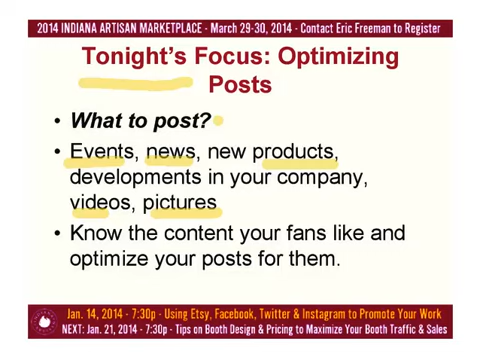 2014 INDIANA ARTISAN MARKETPLACE - March 29-30, 2014 - Contact Eric Freeman to Register
Tonight's Focus: Optimizing
Posts
• What to post?
• Events, news, new products,
developments in your company,
videos, pictures
• Know the content your fans like and
optimize your posts for them.
Jan. 14, 2014 - 7:30p - Using Etsy, Facebook, Twitter & Instagram to Promote Your Work
NEXT: Jan. 21, 2014 - 7:30p - Tips on Booth Design & Pricing to Maximize Your Booth Traffic & Sales